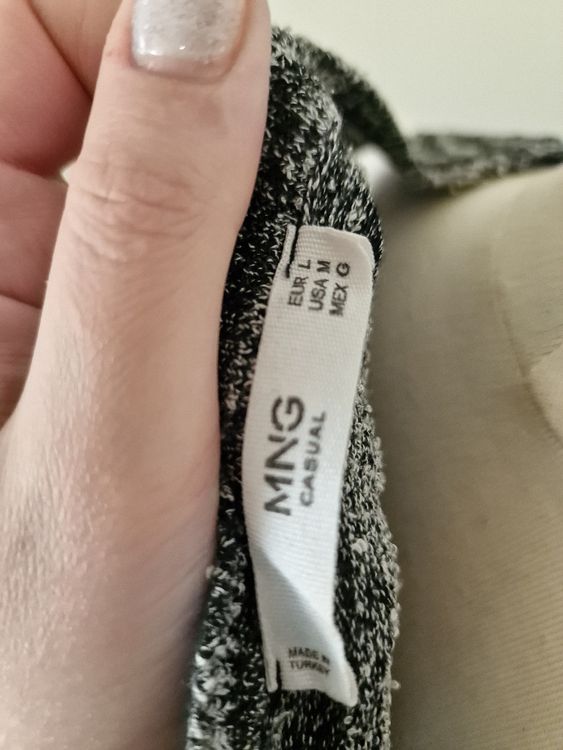 EUR L
USA M
MEX G
MNG
CASUAL
MADE IN
TURKEY